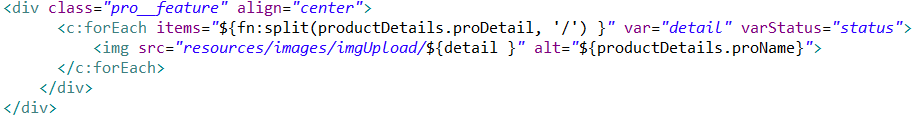 <div class="pro__feature" align="center">
<c:forEach items="${fn:split(productDetails.proDetail, '/') }" var="detail" varStatus="status">
<img src="resources/images/imgUpload/${detail }" alt="${productDetails.proName}">
</c:forEach>
</div>
</div>